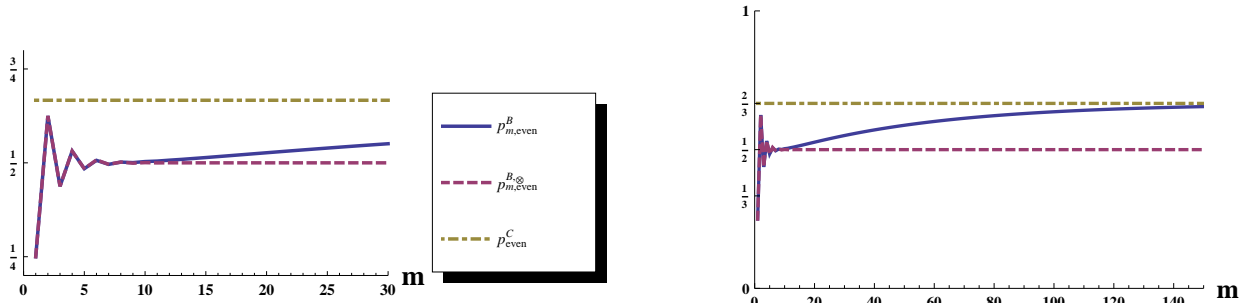 3/4
1/2
1/4
0 5 10 15 20 25 30 m
p^B_{m,even}
p^{B,⊗}_{m,even}
p^C_{even}
1
2/3
1/2
1/3
0
0 20 40 60 80 100 120 140 m